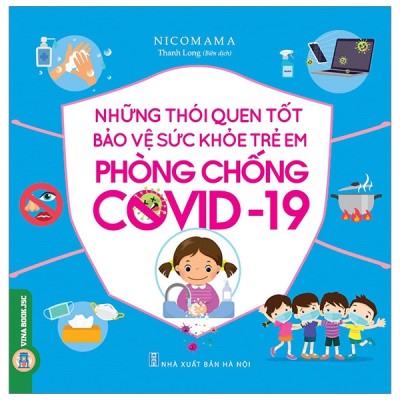 NICOMAMA
Thanh Long (Biên dịch)
NHỮNG THÓI QUEN TỐT
BẢO VỆ SỨC KHỎE TRẺ EM
PHÒNG CHỐNG
COVID -19
VINA BOOK.JSC
NHÀ XUẤT BẢN HÀ NỘI